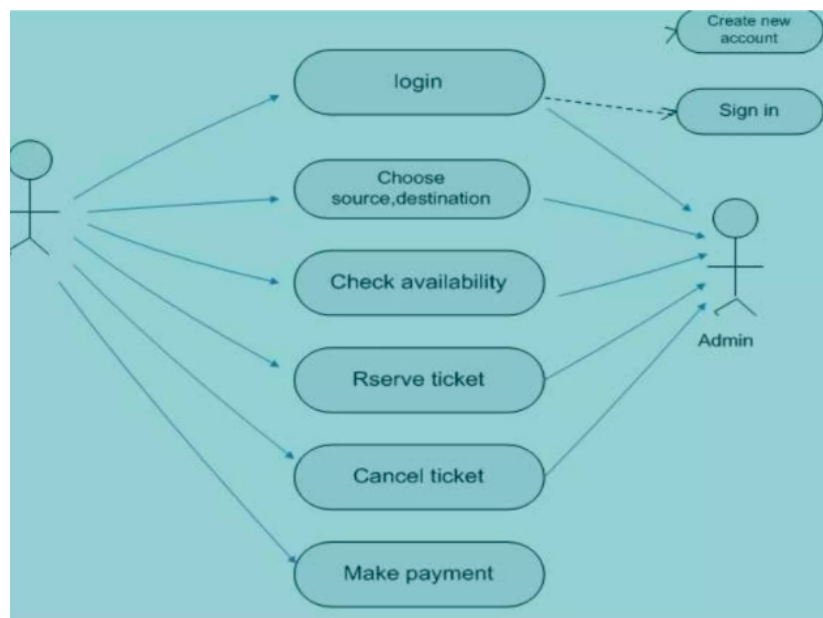 Create new
account
login
Sign in
Choose
source,destination
Check availability
Admin
Rserve ticket
Cancel ticket
Make payment